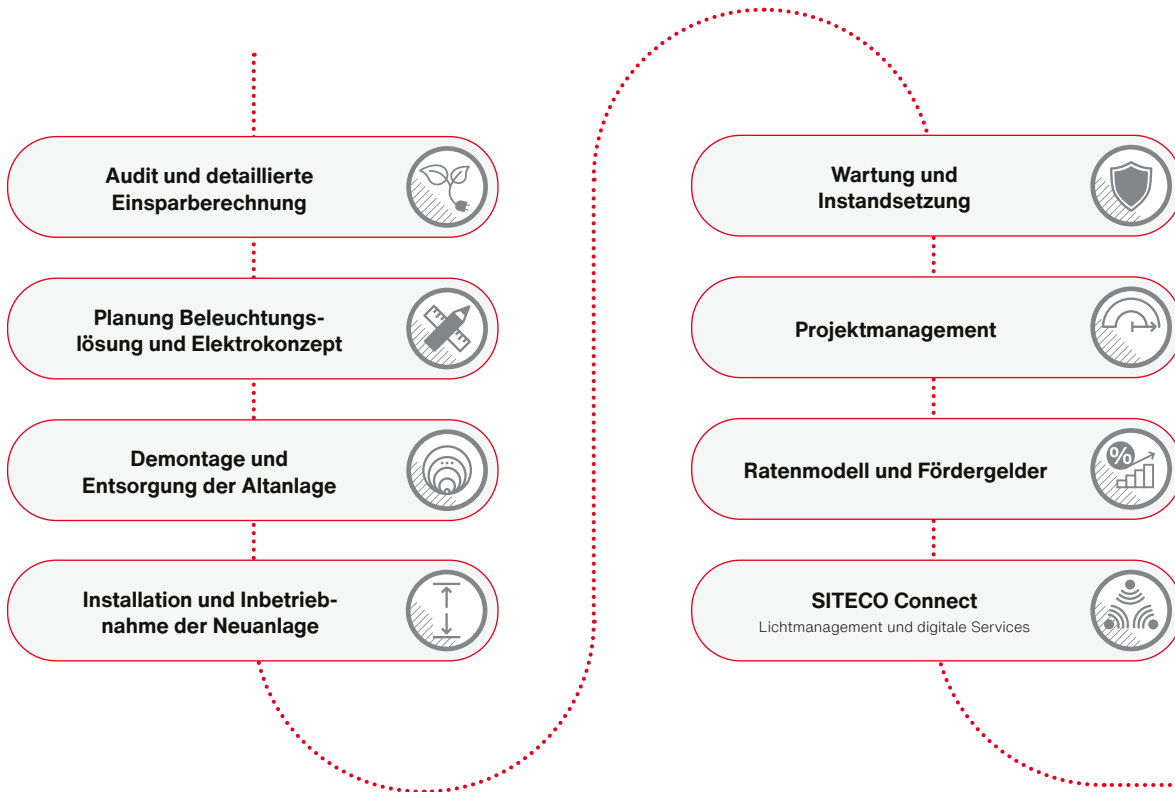 Audit und detaillierte
Einsparberechnung
Planung Beleuchtungs-
lösung und Elektrokonzept
Demontage und
Entsorgung der Altanlage
Installation und Inbetrieb-
nahme der Neuanlage
Wartung und
Instandsetzung
Projektmanagement
Ratenmodell und Fördergelder
%
SITECO Connect
Lichtmanagement und digitale Services